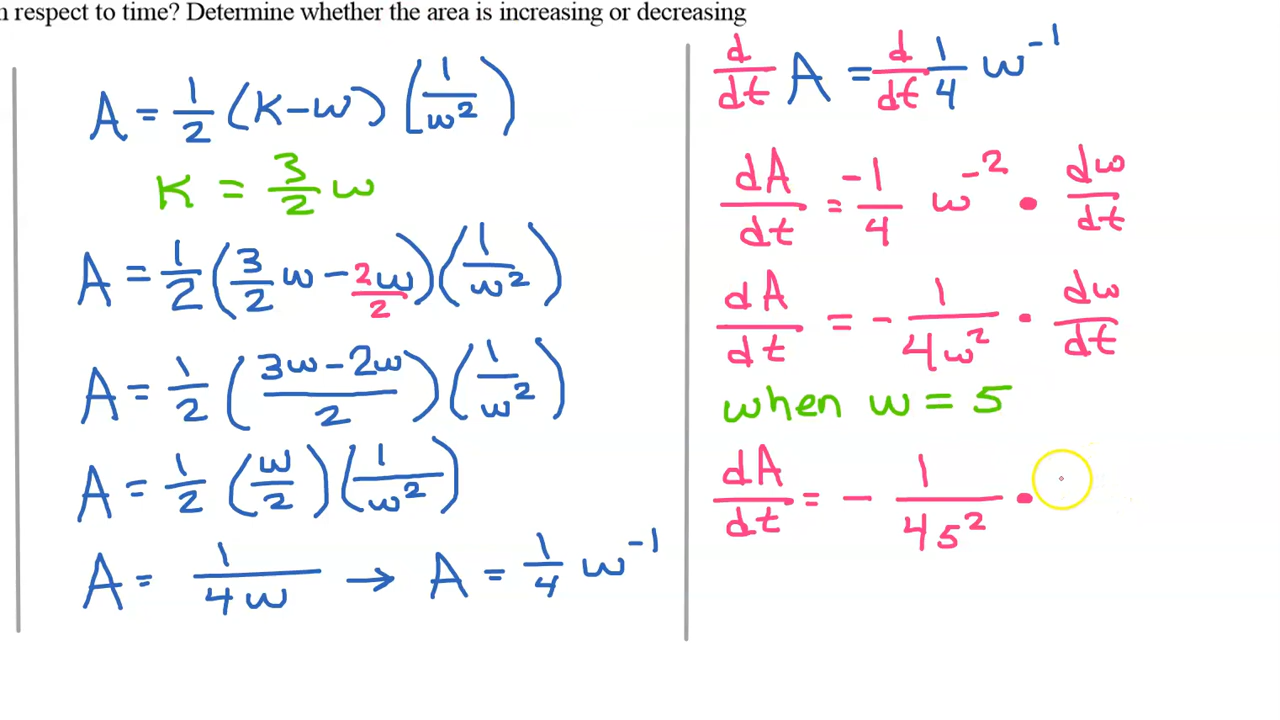 n respect to time? Determine whether the area is increasing or decreasing
A = 1/2 (K-w) (1/w²)
K = 3/2 w
A = 1/2 (3/2 w - 2w/2) (1/w²)
A = 1/2 ((3w - 2w)/2) (1/w²)
A = 1/2 (w/2) (1/w²)
A = 1/4w → A = 1/4 w⁻¹
d/dt A = d/dt 1/4 w⁻¹
dA/dt = -1/4 w⁻² • dw/dt
dA/dt = - 1/4w² • dw/dt
when w = 5
dA/dt = - 1/45² •